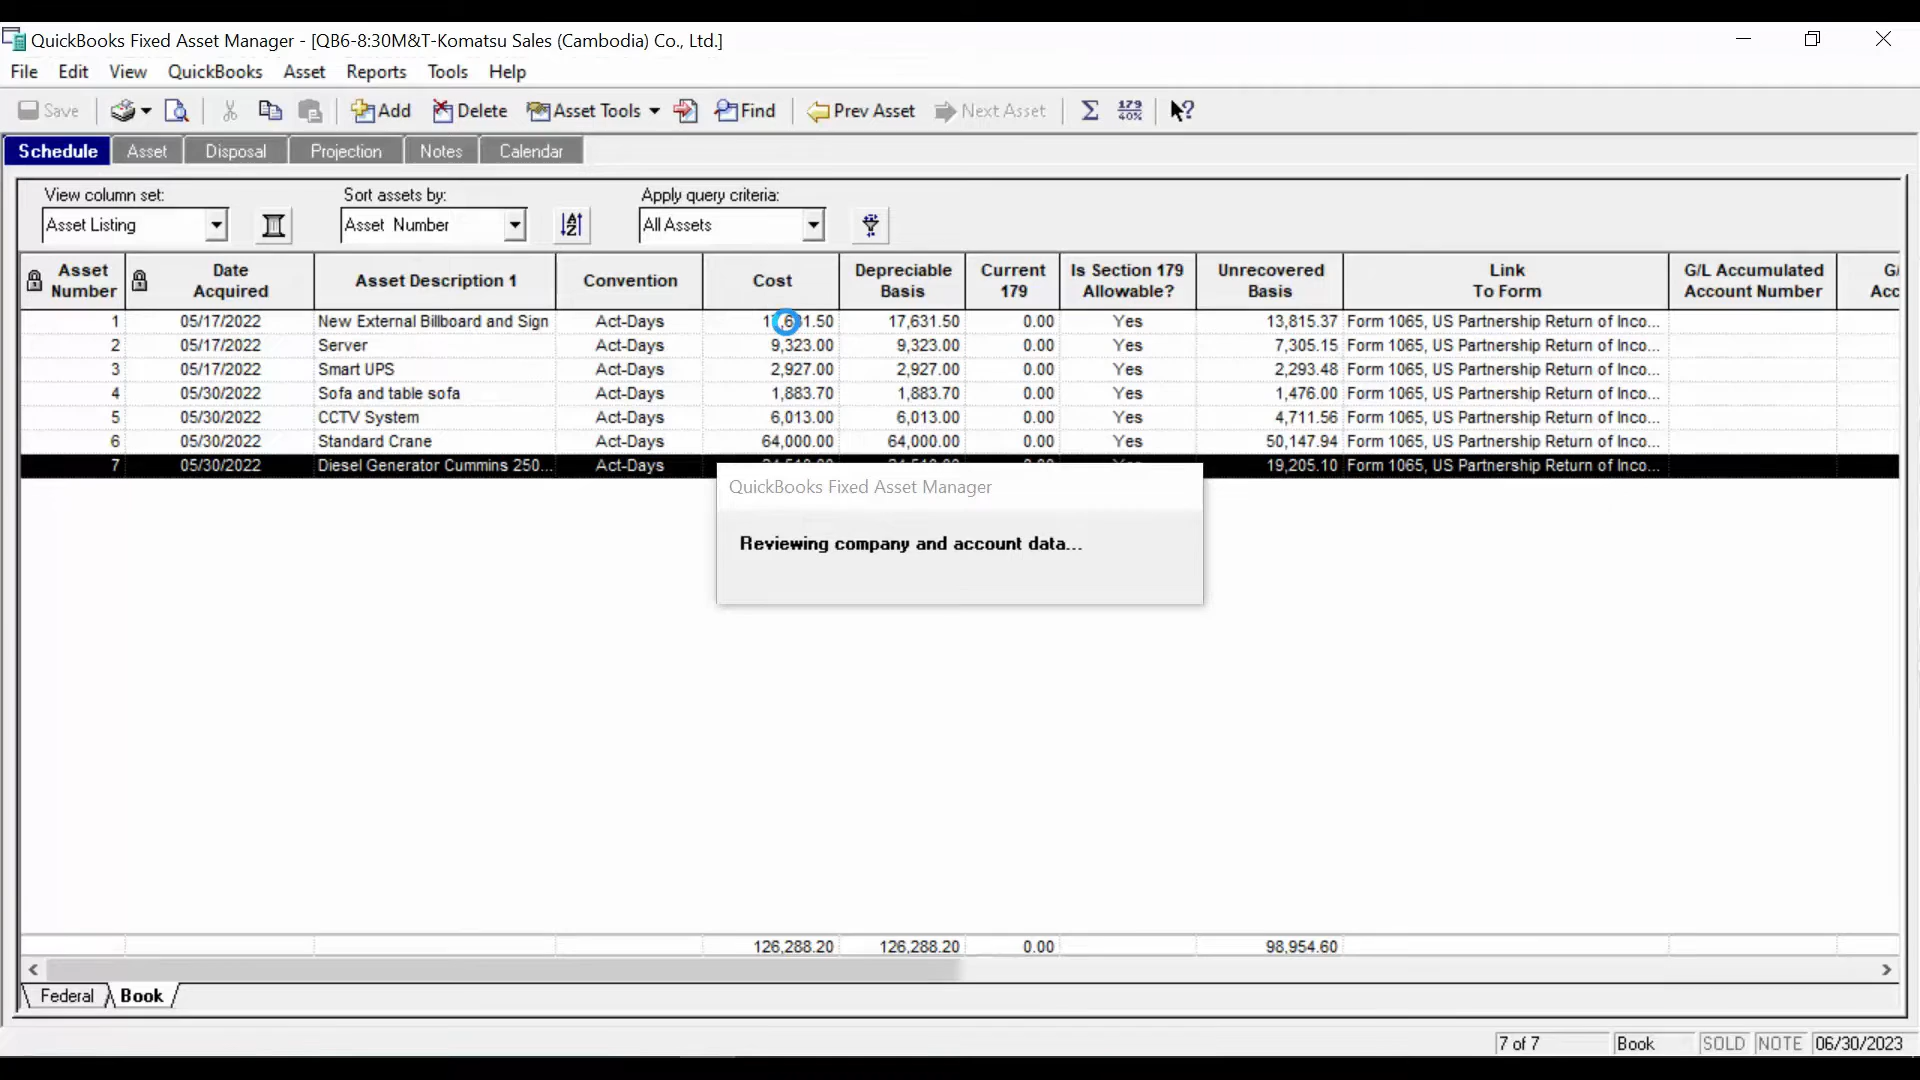 QuickBooks Fixed Asset Manager - [QB6-8:30M&T-Komatsu Sales (Cambodia) Co., Ltd.]
File Edit View QuickBooks Asset Reports Tools Help
Save Add Delete Asset Tools Find Prev Asset Next Asset Σ 179 40%
Schedule Asset Disposal Projection Notes Calendar
View column set: Sort assets by: Apply query criteria:
Asset Listing Asset Number All Assets
Asset Number Date Acquired Asset Description 1 Convention Cost Depreciable Basis Current 179 Is Section 179 Allowable? Unrecovered Basis Link To Form G/L Accumulated Account Number G/ Acc
1 05/17/2022 New External Billboard and Sign Act-Days 17,631.50 17,631.50 0.00 Yes 13,815.37 Form 1065, US Partnership Return of Inco...
2 05/17/2022 Server Act-Days 9,323.00 9,323.00 0.00 Yes 7,305.15 Form 1065, US Partnership Return of Inco...
3 05/17/2022 Smart UPS Act-Days 2,927.00 2,927.00 0.00 Yes 2,293.48 Form 1065, US Partnership Return of Inco...
4 05/30/2022 Sofa and table sofa Act-Days 1,883.70 1,883.70 0.00 Yes 1,476.00 Form 1065, US Partnership Return of Inco...
5 05/30/2022 CCTV System Act-Days 6,013.00 6,013.00 0.00 Yes 4,711.56 Form 1065, US Partnership Return of Inco...
6 05/30/2022 Standard Crane Act-Days 64,000.00 64,000.00 0.00 Yes 50,147.94 Form 1065, US Partnership Return of Inco...
7 05/30/2022 Diesel Generator Cummins 250... Act-Days 19,205.10 Form 1065, US Partnership Return of Inco...
QuickBooks Fixed Asset Manager
Reviewing company and account data...
126,288.20 126,288.20 0.00 98,954.60
Federal Book
7 of 7 Book SOLD NOTE 06/30/2023